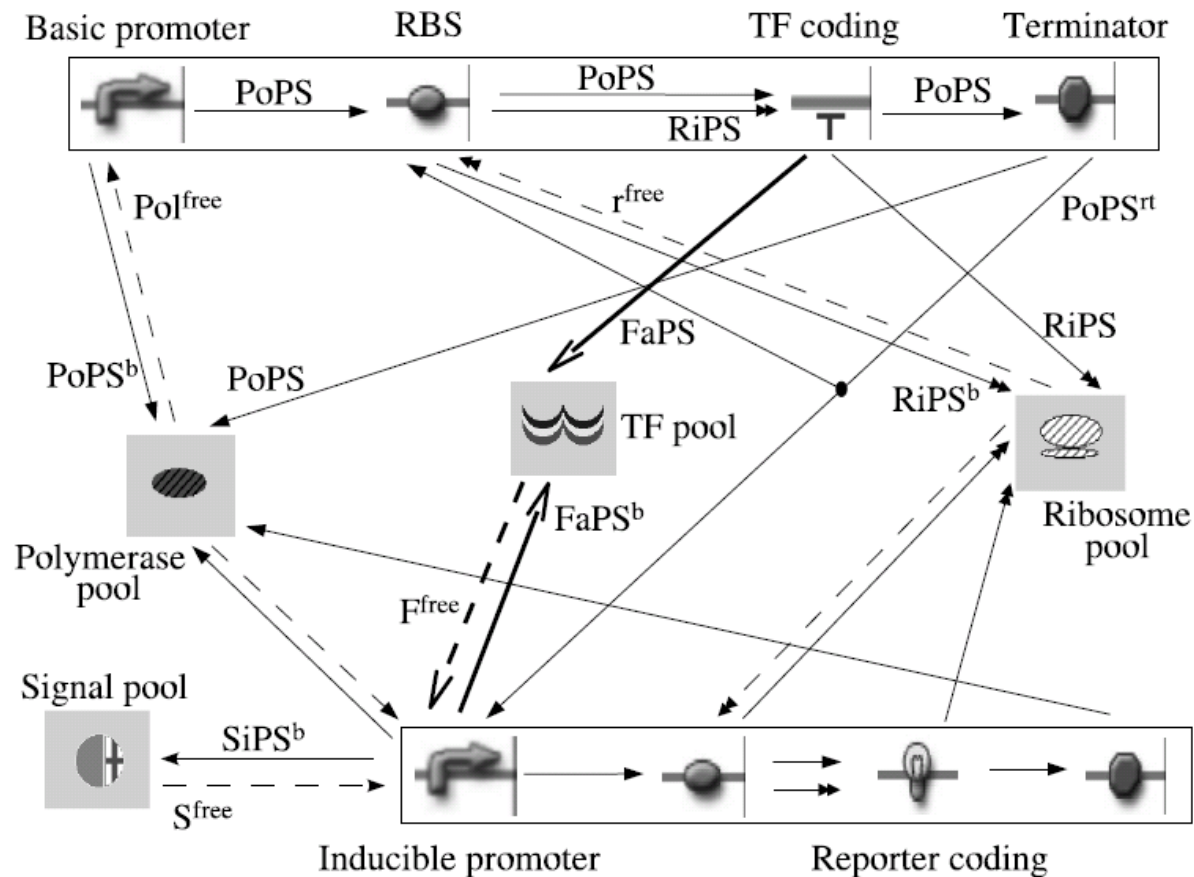 Basic promoter
RBS
TF coding
Terminator
PoPS
PoPS
RiPS
PoPS
T
Pol^free
r^free
PoPS^rt
FaPS
RiPS
PoPS^b
PoPS
RiPS^b
TF pool
FaPS^b
Ribosome
pool
Polymerase
pool
F^free
Signal pool
SiPS^b
S^free
Inducible promoter
Reporter coding